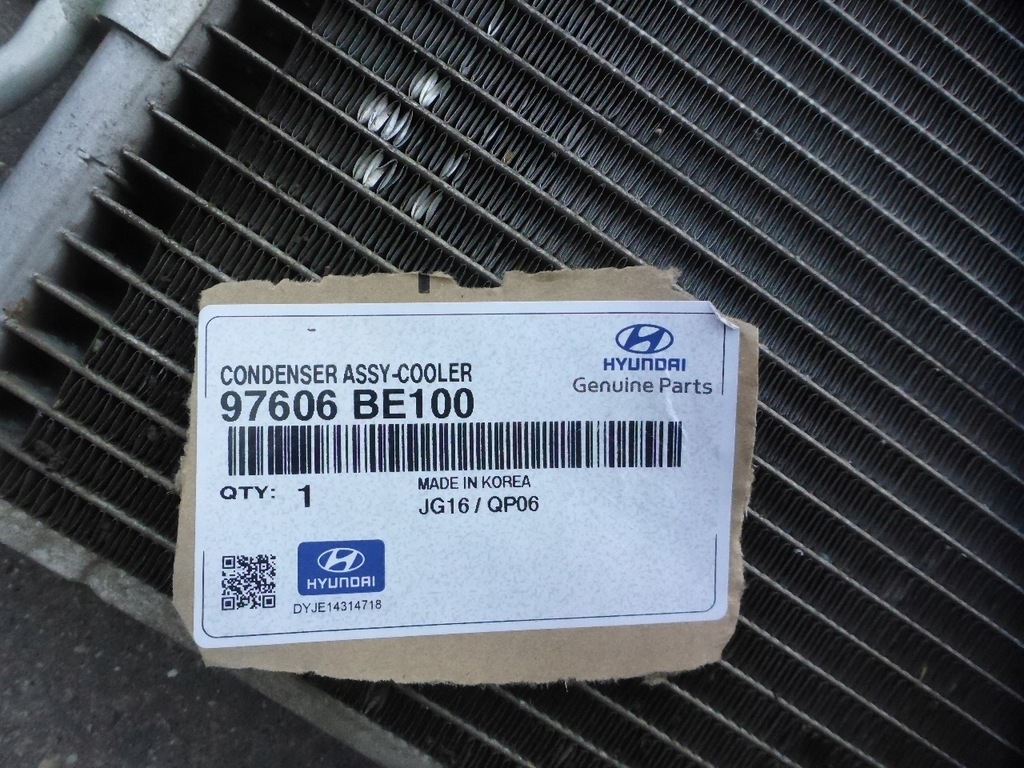 HYUNDAI
Genuine Parts
CONDENSER ASSY-COOLER
97606 BE100
QTY: 1
MADE IN KOREA
JG16 / QP06
HYUNDAI
DYJE14314718